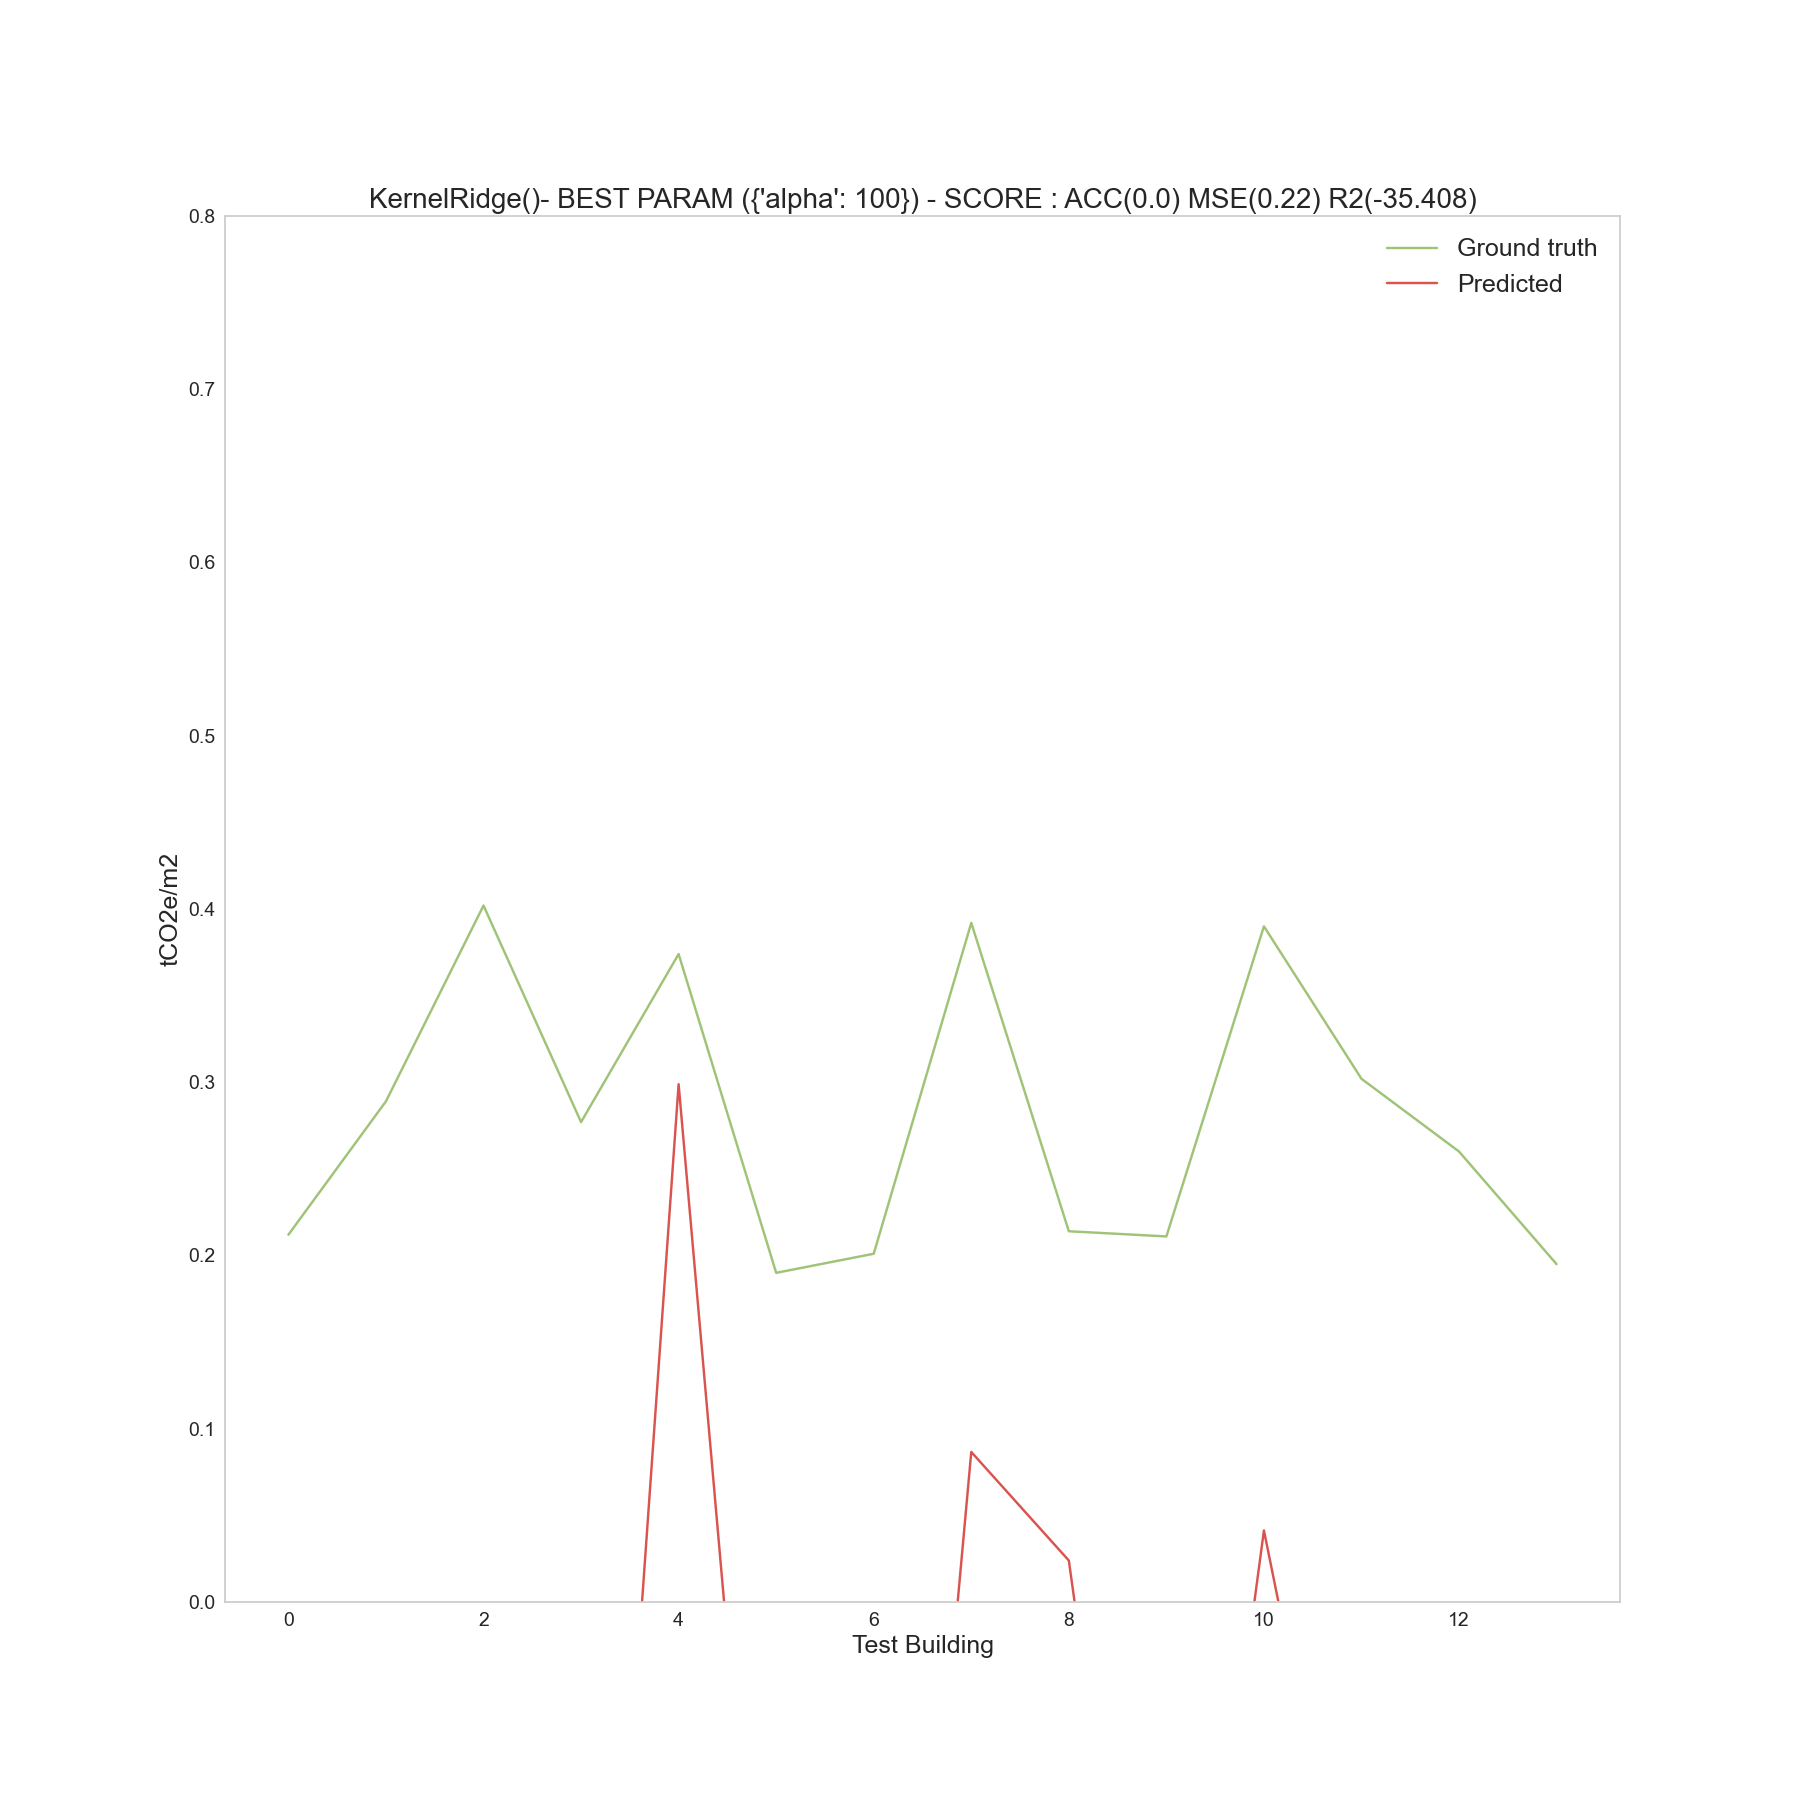 KernelRidge()- BEST PARAM ({'alpha': 100}) - SCORE : ACC(0.0) MSE(0.22) R2(-35.408)
Ground truth
Predicted
0.8
0.7
0.6
0.5
0.4
0.3
0.2
0.1
0.0
tCO2e/m2
0 2 4 6 8 10 12
Test Building